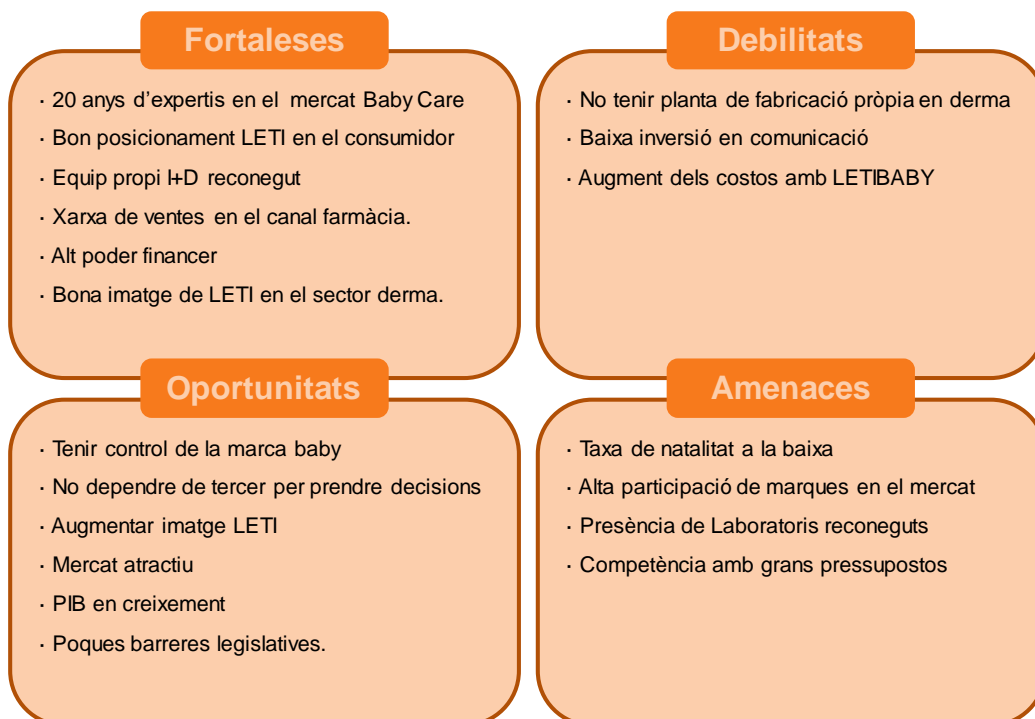 Fortaleses
· 20 anys d'expertis en el mercat Baby Care
· Bon posicionament LETI en el consumidor
· Equip propi I+D reconegut
· Xarxa de ventes en el canal farmàcia.
· Alt poder financer
· Bona imatge de LETI en el sector derma.
Debilitats
· No tenir planta de fabricació pròpia en derma
· Baixa inversió en comunicació
· Augment dels costos amb LETIBABY
Oportunitats
· Tenir control de la marca baby
· No dependre de tercer per prendre decisions
· Augmentar imatge LETI
· Mercat atractiu
· PIB en creixement
· Poques barreres legislatives.
Amenaces
· Taxa de natalitat a la baixa
· Alta participació de marques en el mercat
· Presència de Laboratoris reconeguts
· Competència amb grans pressupostos